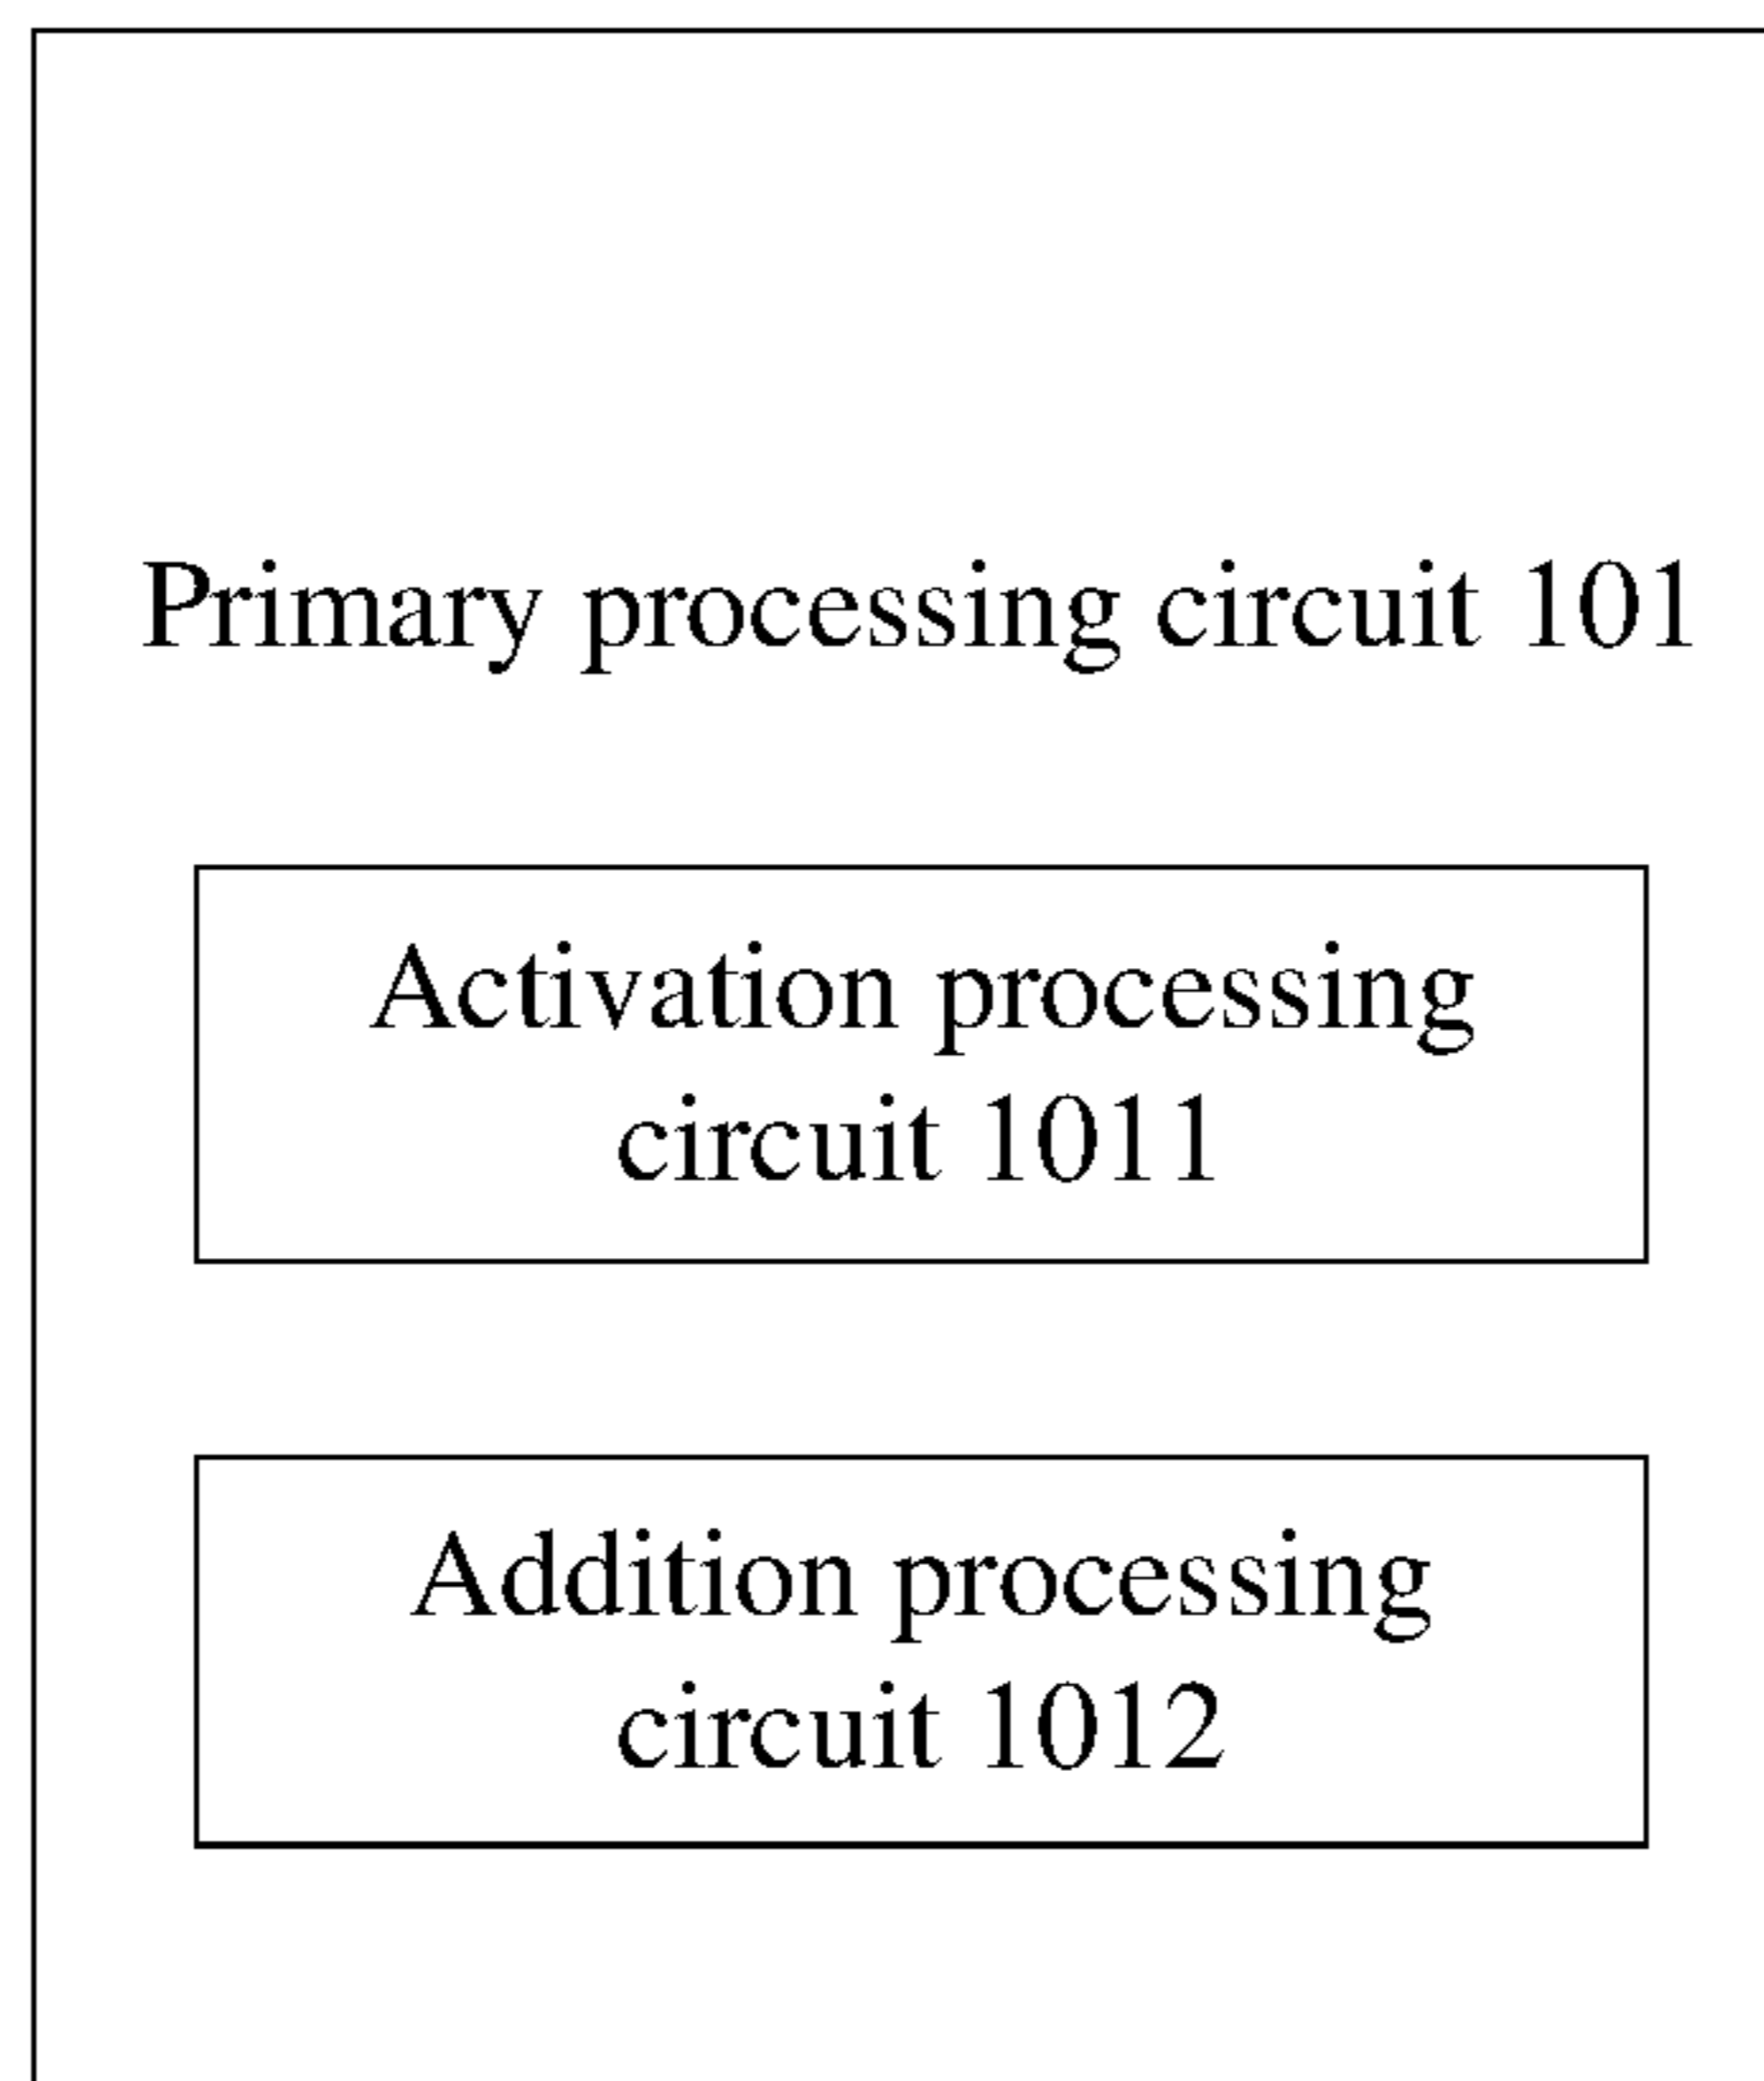 Primary processing circuit 101
Activation processing
circuit 1011
Addition processing
circuit 1012